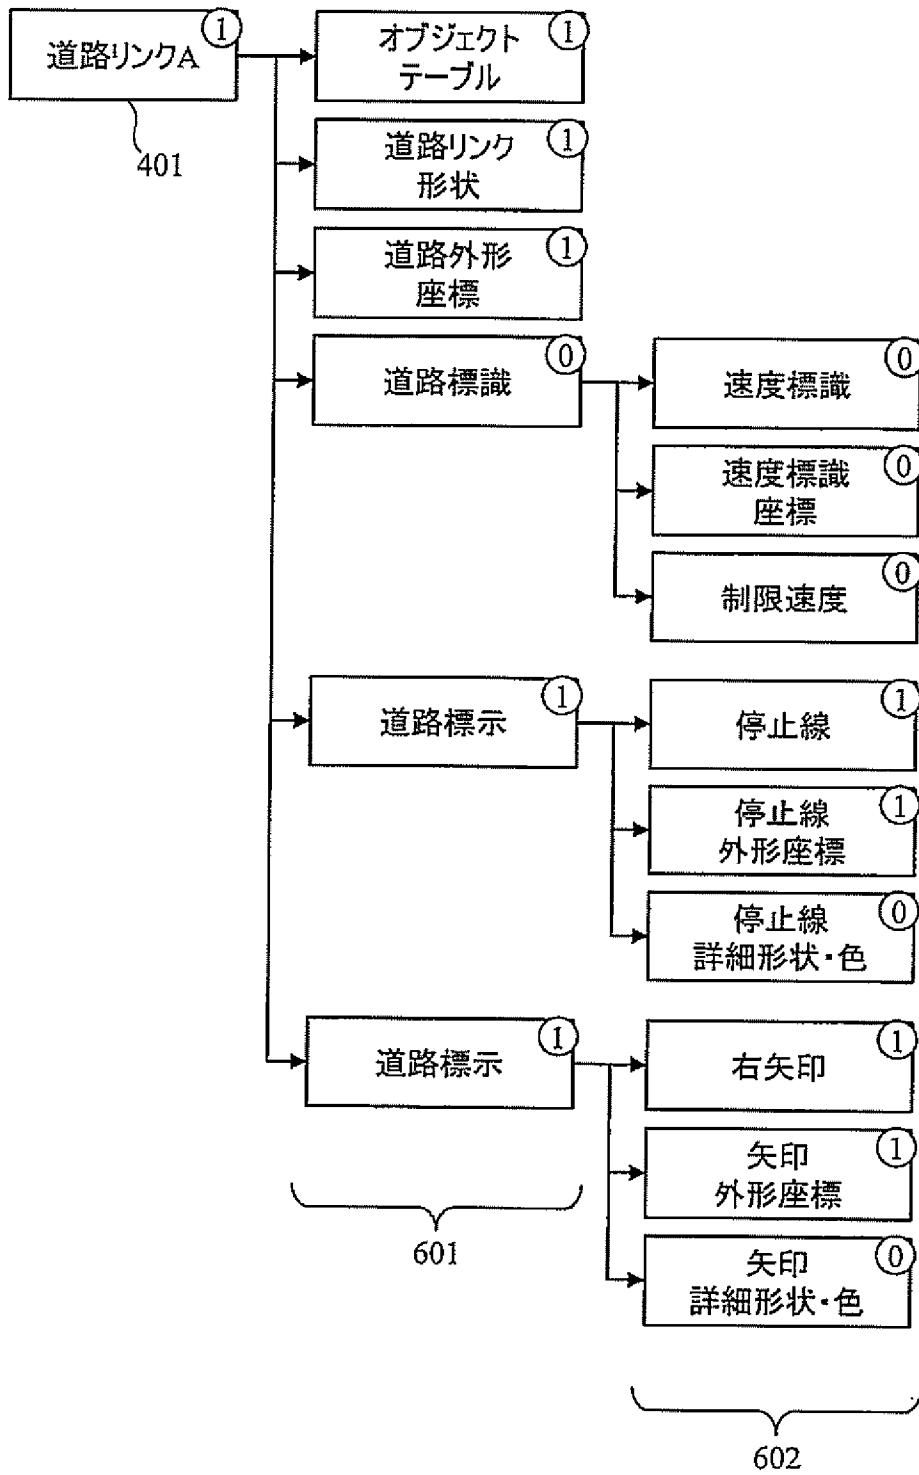 道路リンクA
1
401
オブジェクト
テーブル
1
道路リンク
形状
1
道路外形
座標
1
道路標識
0
速度標識
0
速度標識
座標
0
制限速度
0
道路標示
1
停止線
1
停止線
外形座標
1
停止線
詳細形状・色
0
道路標示
1
右矢印
1
矢印
外形座標
1
矢印
詳細形状・色
0
601
602